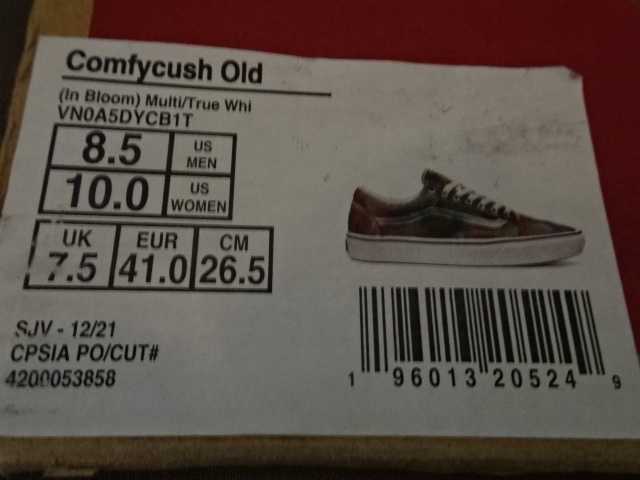 Comfycush Old
(In Bloom) Multi/True Whi
VN0A5DYCB1T
8.5 US MEN
10.0 US WOMEN
UK EUR CM
7.5 41.0 26.5
SJV - 12/21
CPSIA PO/CUT#
4200053858
1 96013 20524 9